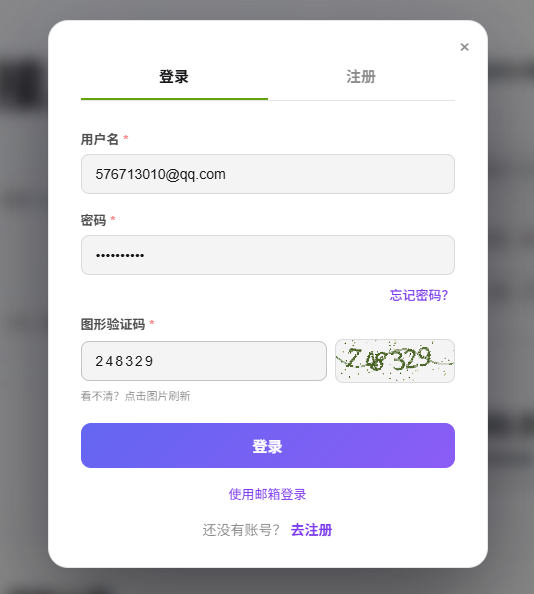 ×
登录 注册
用户名 *
576713010@qq.com
密码 *
••••••••••
忘记密码?
图形验证码 *
248329 248329
看不清? 点击图片刷新
登录
使用邮箱登录
还没有账号? 去注册